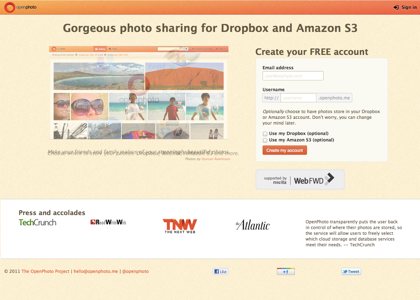 openphoto
Sign in
Gorgeous photo sharing for Dropbox and Amazon S3
Create your FREE account
Email address
Username
http://
.openphoto.me
Optionally choose to have photos store in your Dropbox
or Amazon S3 account. Don't worry, you can change
your mind later.
Use my Dropbox (optional)
Use my Amazon S3 (optional)
Create my account
supported by
mozilla
WebFWD
Press and accolades
TechCrunch
ReadWriteWeb
TNW
THE NEXT WEB
The Atlantic
OpenPhoto transparently puts the user back
in control of where their photos are stored, so
the service will allow users to freely select
which cloud storage and database services
meet their needs. -- TechCrunch
© 2011 The OpenPhoto Project | hello@openphoto.me | @openphoto
Like
+1
Tweet